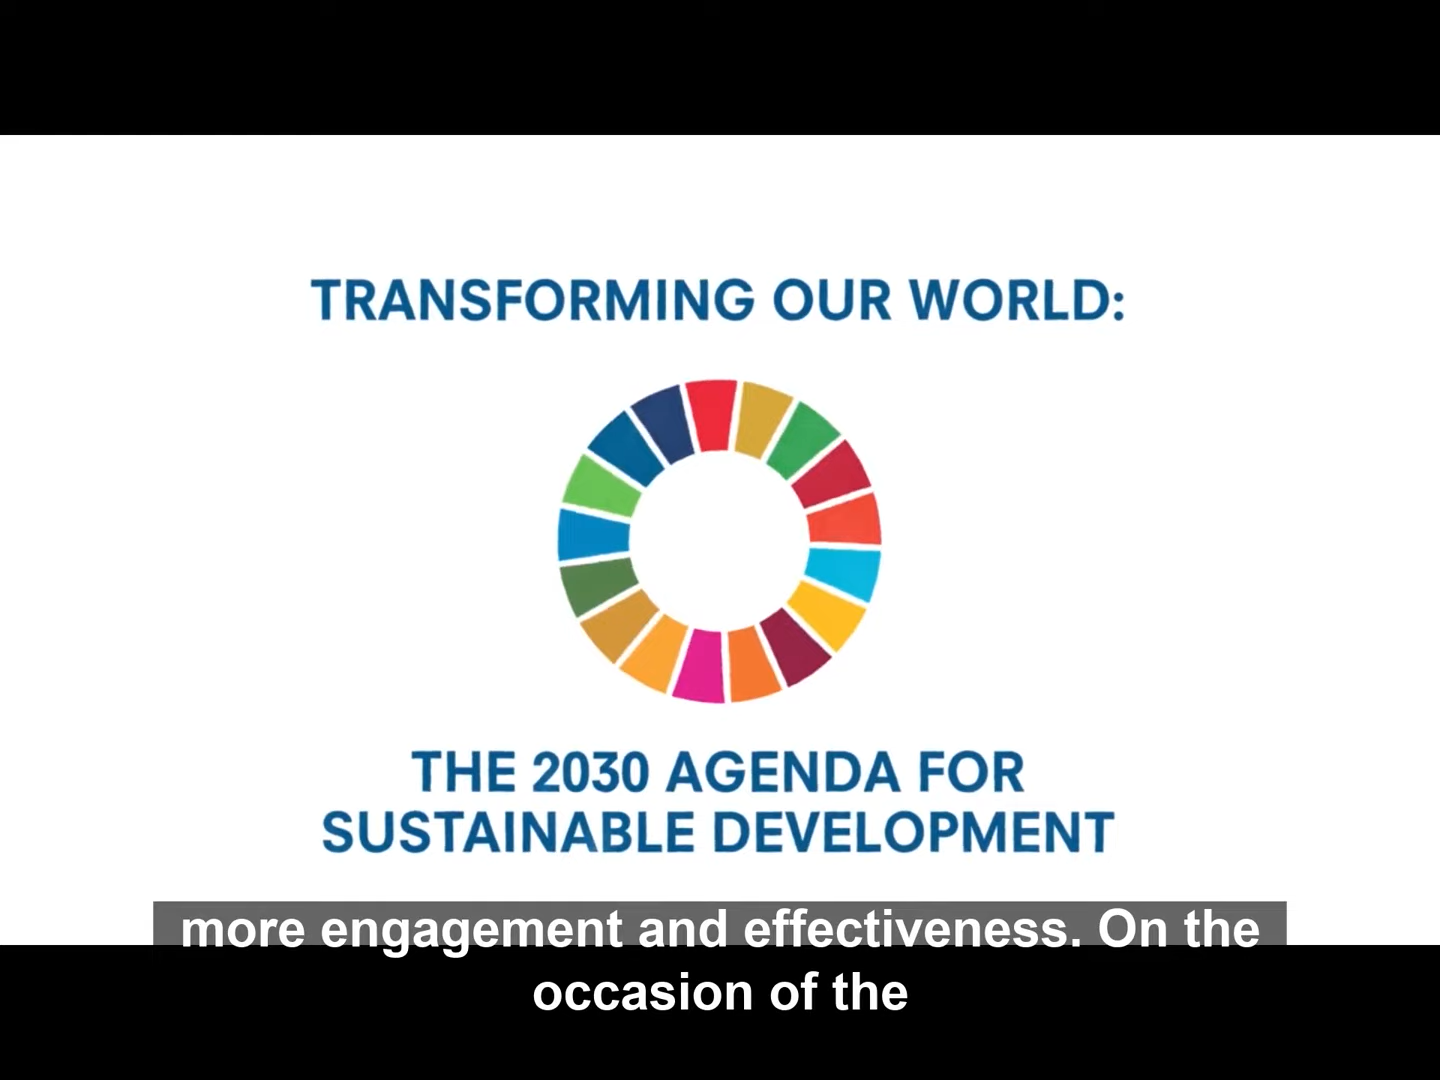 TRANSFORMING OUR WORLD:
THE 2030 AGENDA FOR
SUSTAINABLE DEVELOPMENT
more engagement and effectiveness. On the
occasion of the